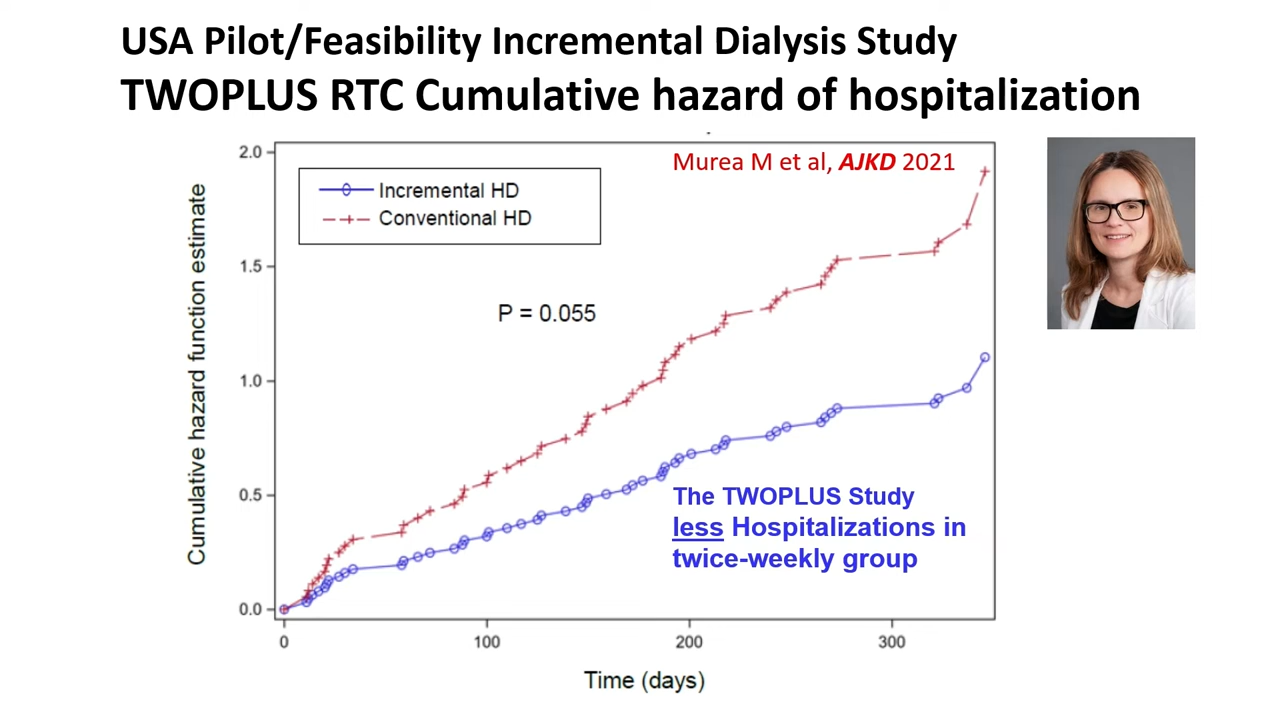 USA Pilot/Feasibility Incremental Dialysis Study
TWOPLUS RTC Cumulative hazard of hospitalization
Murea M et al, AJKD 2021
Incremental HD
Conventional HD
P = 0.055
Cumulative hazard function estimate
2.0
1.5
1.0
0.5
0.0
The TWOPLUS Study
less Hospitalizations in
twice-weekly group
0
100
200
300
Time (days)